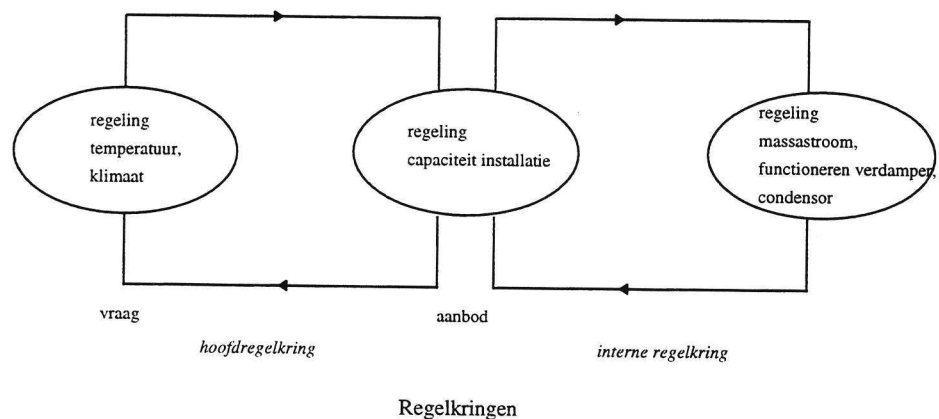 regeling
temperatuur,
klimaat
regeling
capaciteit installatie
regeling
massastroom,
functioneren verdamper,
condensor
vraag
aanbod
hoofdregelkring
interne regelkring
Regelkringen